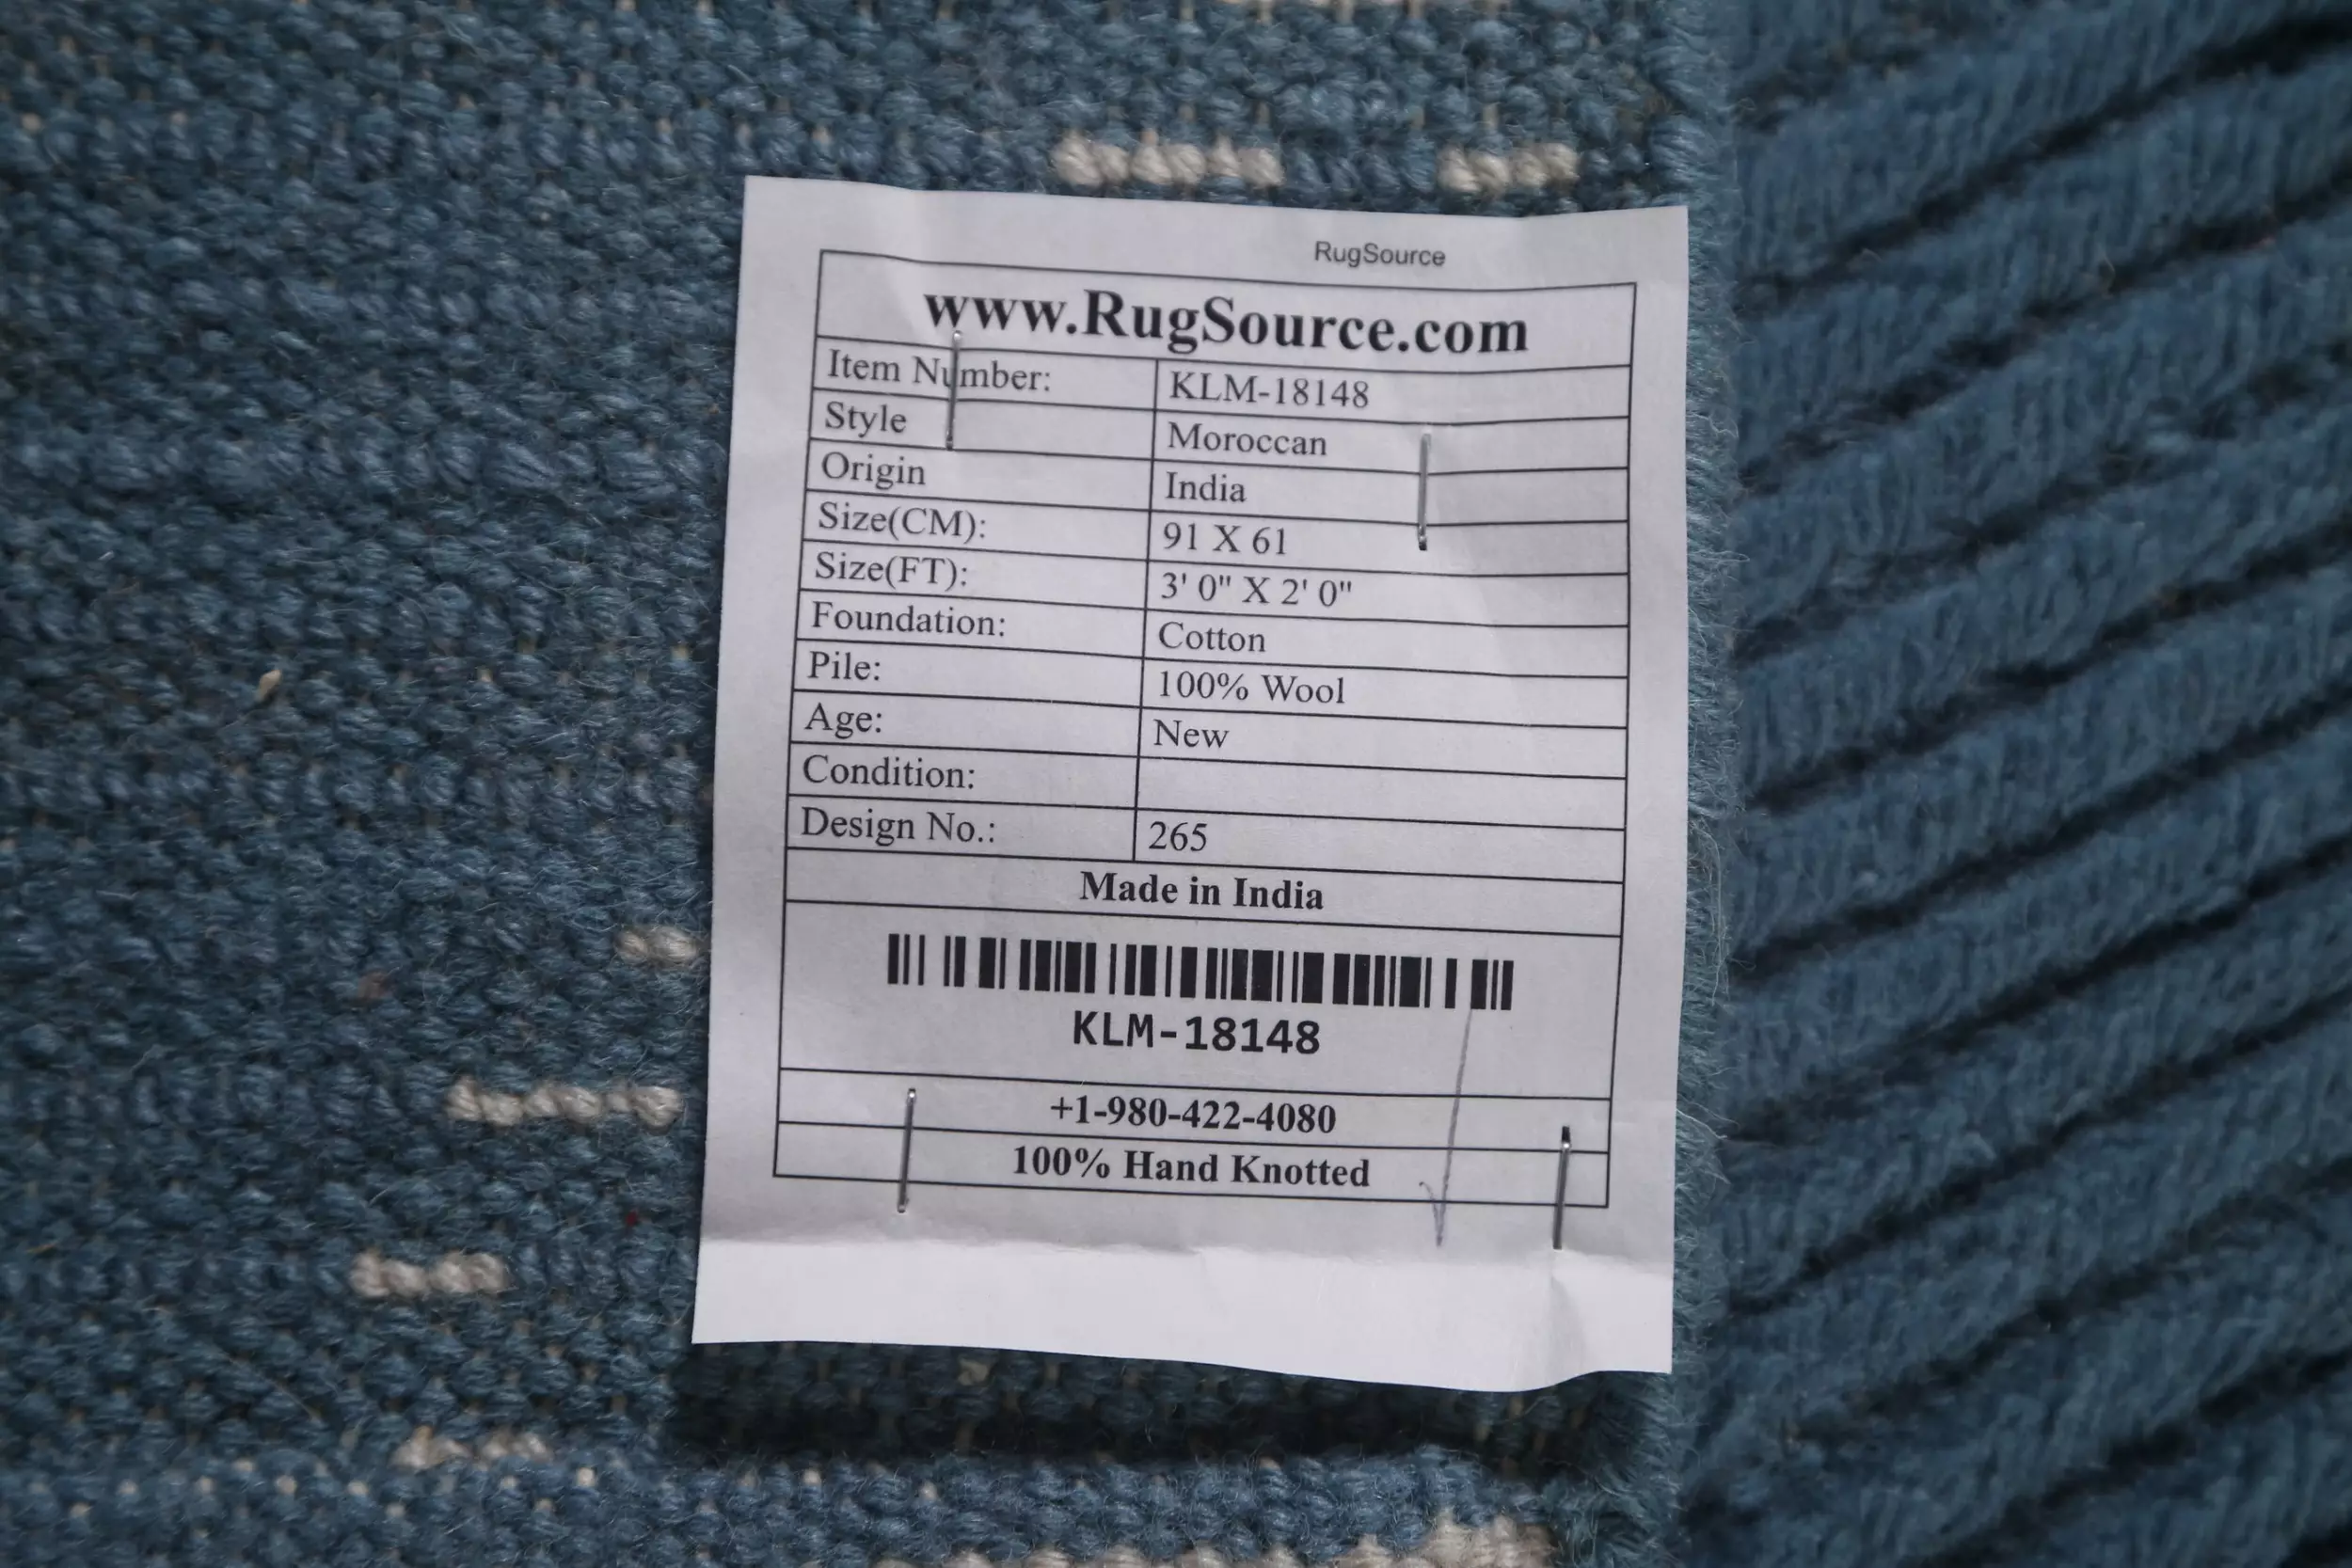 RugSource
www.RugSource.com
Item Number: KLM-18148
Style Moroccan
Origin India
Size(CM): 91 X 61
Size(FT): 3' 0" X 2' 0"
Foundation: Cotton
Pile: 100% Wool
Age: New
Condition:
Design No.: 265
Made in India
KLM-18148
+1-980-422-4080
100% Hand Knotted